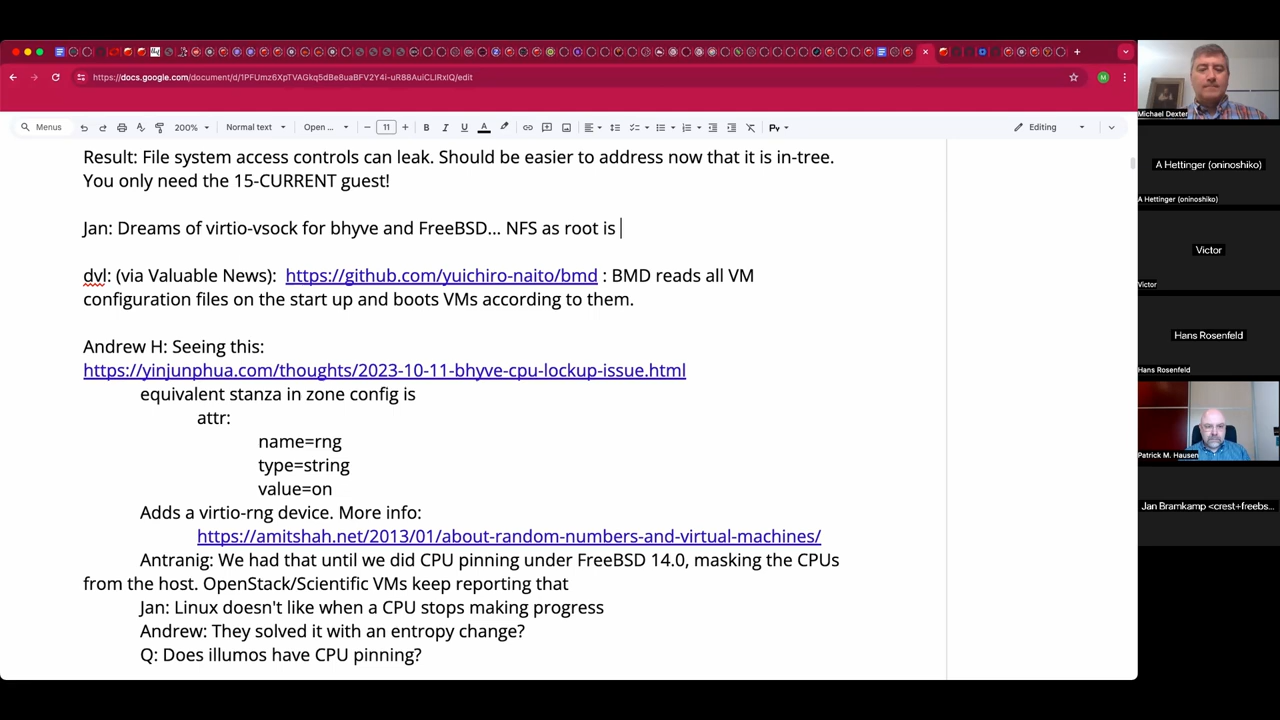 https://docs.google.com/document/d/1PFUmz6XpTVAGkq5dBe8uaBFV2Y4i-uR88AuiCLIRxIQ/edit
M
Menus
200%
Normal text
Open ...
11
Editing
Result: File system access controls can leak. Should be easier to address now that it is in-tree.
You only need the 15-CURRENT guest!
Jan: Dreams of virtio-vsock for bhyve and FreeBSD... NFS as root is
dvl: (via Valuable News): https://github.com/yuichiro-naito/bmd : BMD reads all VM
configuration files on the start up and boots VMs according to them.
Andrew H: Seeing this:
https://yinjunphua.com/thoughts/2023-10-11-bhyve-cpu-lockup-issue.html
equivalent stanza in zone config is
attr:
name=rng
type=string
value=on
Adds a virtio-rng device. More info:
https://amitshah.net/2013/01/about-random-numbers-and-virtual-machines/
Antranig: We had that until we did CPU pinning under FreeBSD 14.0, masking the CPUs
from the host. OpenStack/Scientific VMs keep reporting that
Jan: Linux doesn't like when a CPU stops making progress
Andrew: They solved it with an entropy change?
Q: Does illumos have CPU pinning?
Michael Dexter
A Hettinger (oninoshiko)
A Hettinger (oninoshiko)
Victor
Victor
Hans Rosenfeld
Hans Rosenfeld
Patrick M. Hausen
Jan Bramkamp <crest+freebs...